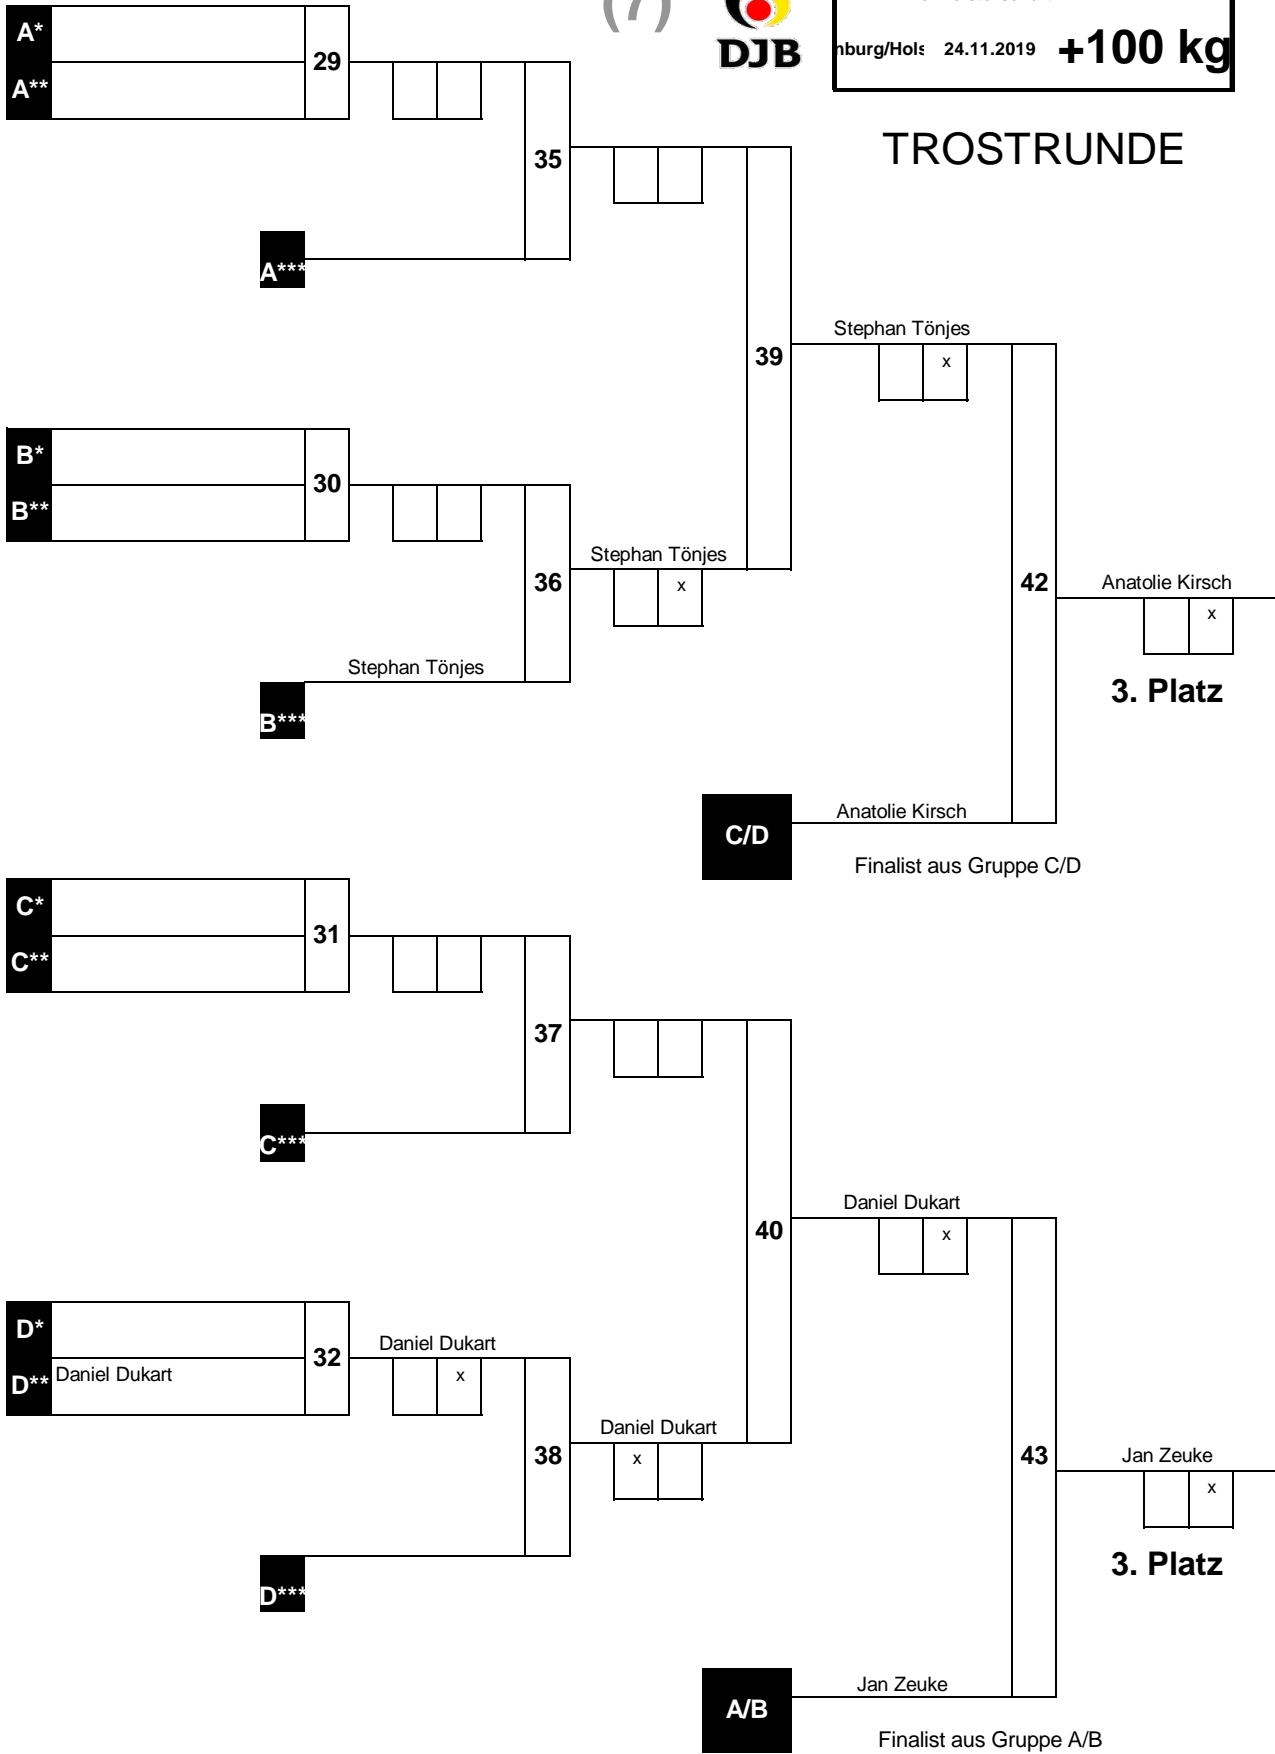 (7)
DJB
24.11.2019
+100 kg
TROSTRUNDE
A*
A**
29
35
A***
39
Stephan Tönjes
x
B*
B**
30
36
Stephan Tönjes
x
Stephan Tönjes
B***
42
Anatolie Kirsch
x
3. Platz
C/D
Anatolie Kirsch
Finalist aus Gruppe C/D
C*
C**
31
37
C***
40
Daniel Dukart
x
D*
D**
Daniel Dukart
32
Daniel Dukart
x
38
Daniel Dukart
x
D***
43
Jan Zeuke
x
3. Platz
A/B
Jan Zeuke
Finalist aus Gruppe A/B